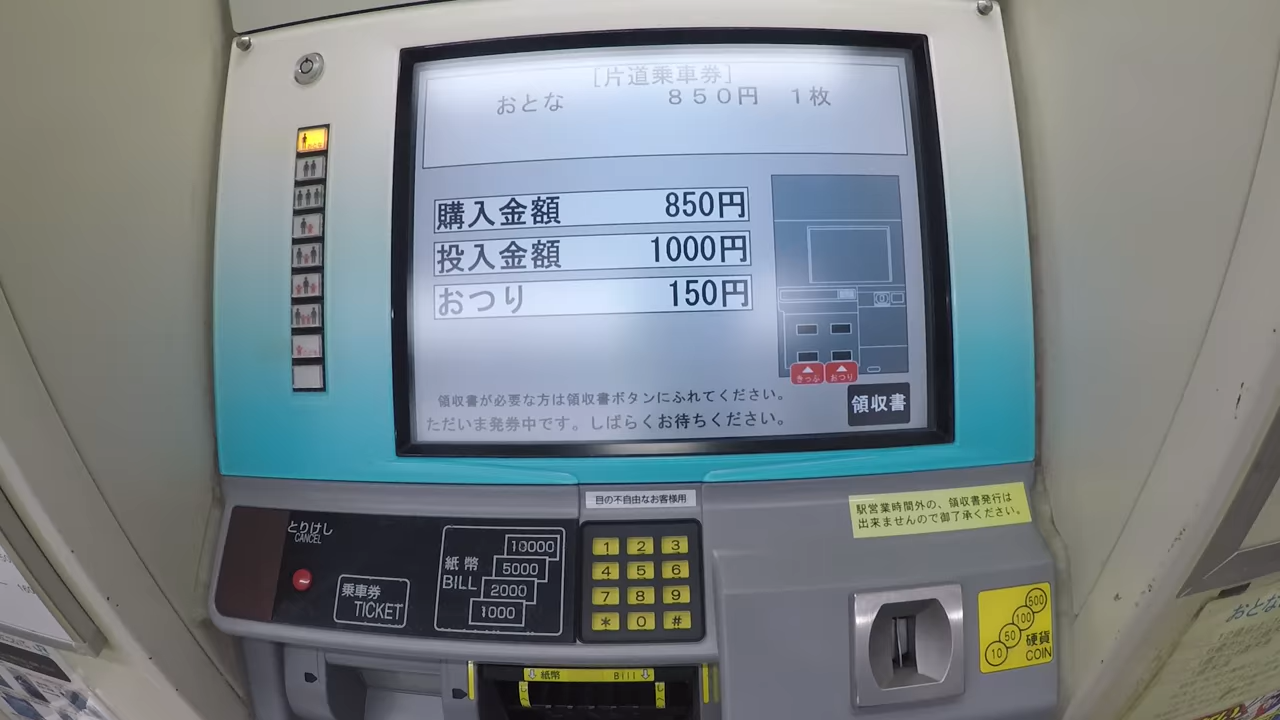 [片道乗車券]
おとな 850円 1枚
購入金額 850円
投入金額 1000円
おつり 150円
きっぷ おつり
領収書が必要な方は領収書ボタンにふれてください。
ただいま発券中です。しばらくお待ちください。
領収書
目の不自由なお客様用
駅営業時間外の、領収書発行は
出来ませんので御了承ください。
とりけし
CANCEL
乗車券
TICKET
紙幣
BILL
10000
5000
2000
1000
1 2 3
4 5 6
7 8 9
* 0 #
500
100
50
10
硬貨
COIN
紙幣 Bill
おとな